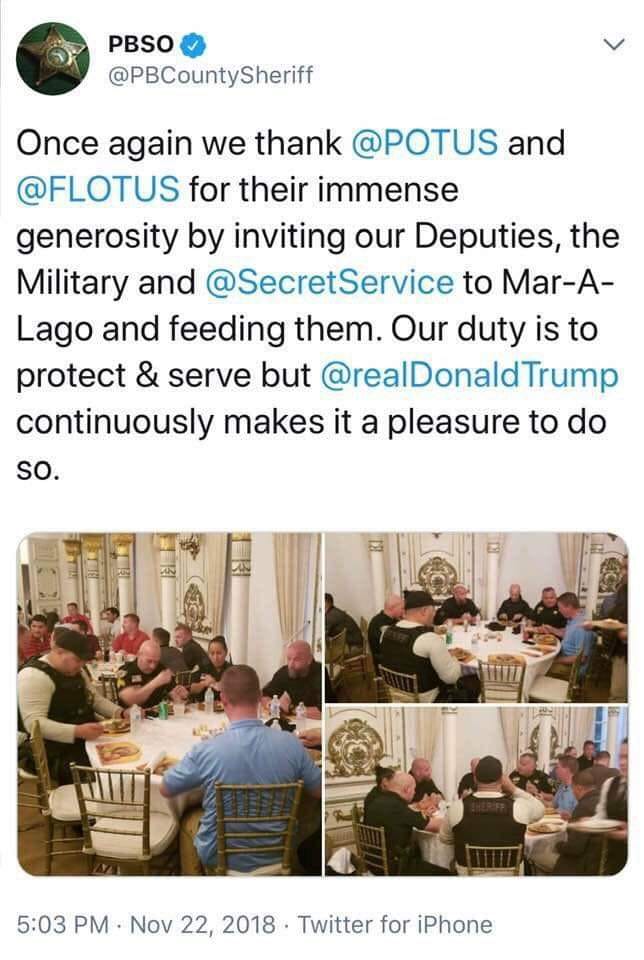 PBSO
@PBCountySheriff
Once again we thank @POTUS and
@FLOTUS for their immense
generosity by inviting our Deputies, the
Military and @SecretService to Mar-A-
Lago and feeding them. Our duty is to
protect & serve but @realDonaldTrump
continuously makes it a pleasure to do
so.
SHERIFF
5:03 PM · Nov 22, 2018 · Twitter for iPhone